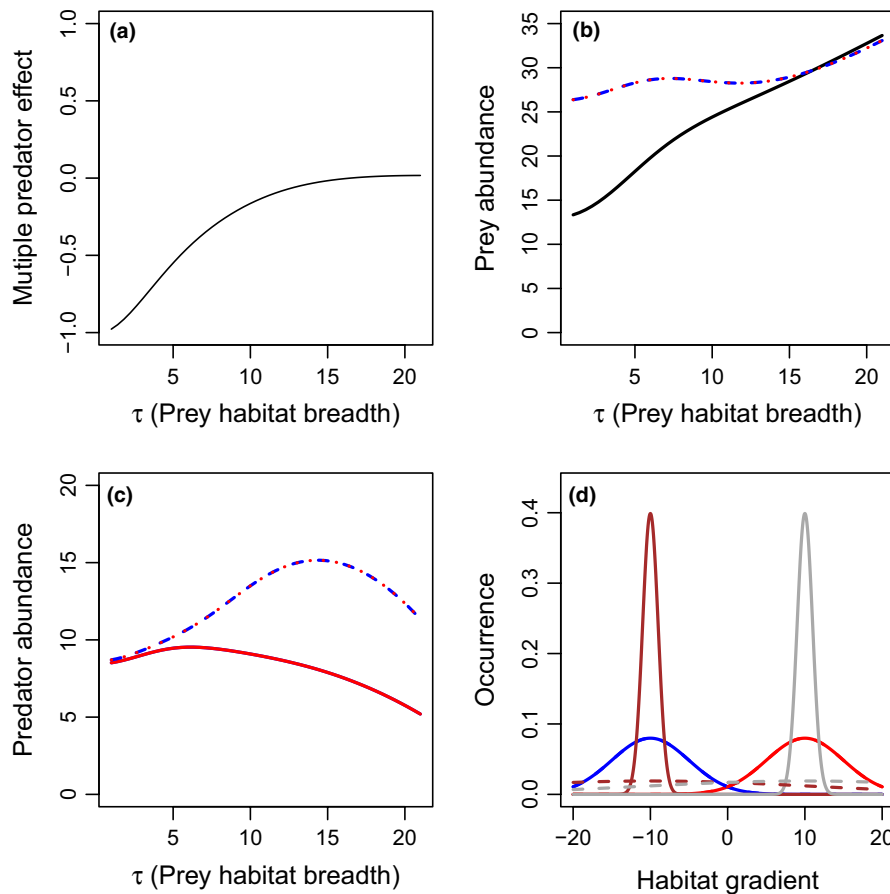 (a)
Mutiple predator effect
1.0
0.5
0.0
−0.5
−1.0
5 10 15 20
τ (Prey habitat breadth)
(b)
Prey abundance
35
30
25
20
15
10
35
0
5 10 15 20
τ (Prey habitat breadth)
(c)
Predator abundance
20
15
10
5
0
5 10 15 20
τ (Prey habitat breadth)
(d)
Occurrence
0.4
0.3
0.2
0.1
0.0
−20 −10 0 10 20
Habitat gradient